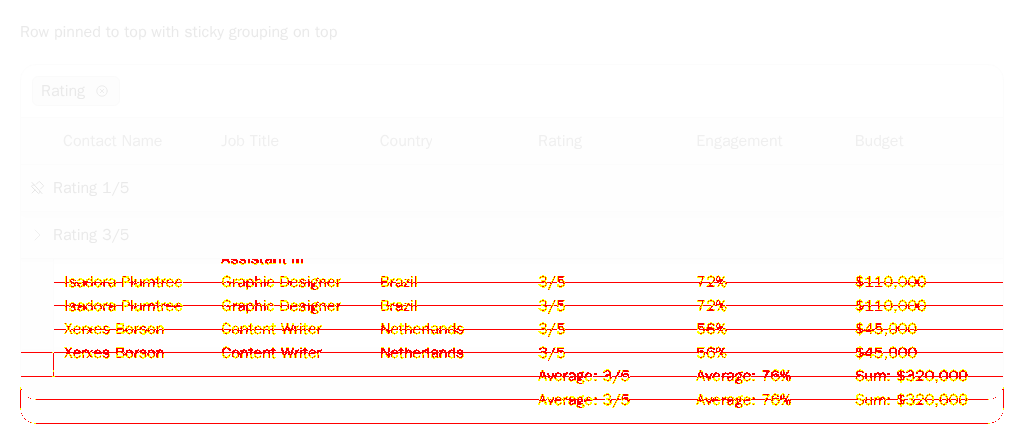 Row pinned to top with sticky grouping on top
Rating
Contact Name Job Title Country Rating Engagement Budget
Rating 1/5
Rating 3/5
Assistant III
Isadora Plumtree Graphic Designer Brazil 3/5 72% $110,000
Isadora Plumtree Graphic Designer Brazil 3/5 72% $110,000
Xerxes Borson Content Writer Netherlands 3/5 56% $45,000
Xerxes Borson Content Writer Netherlands 3/5 56% $45,000
Average: 3/5 Average: 76% Sum: $320,000
Average: 3/5 Average: 76% Sum: $320,000